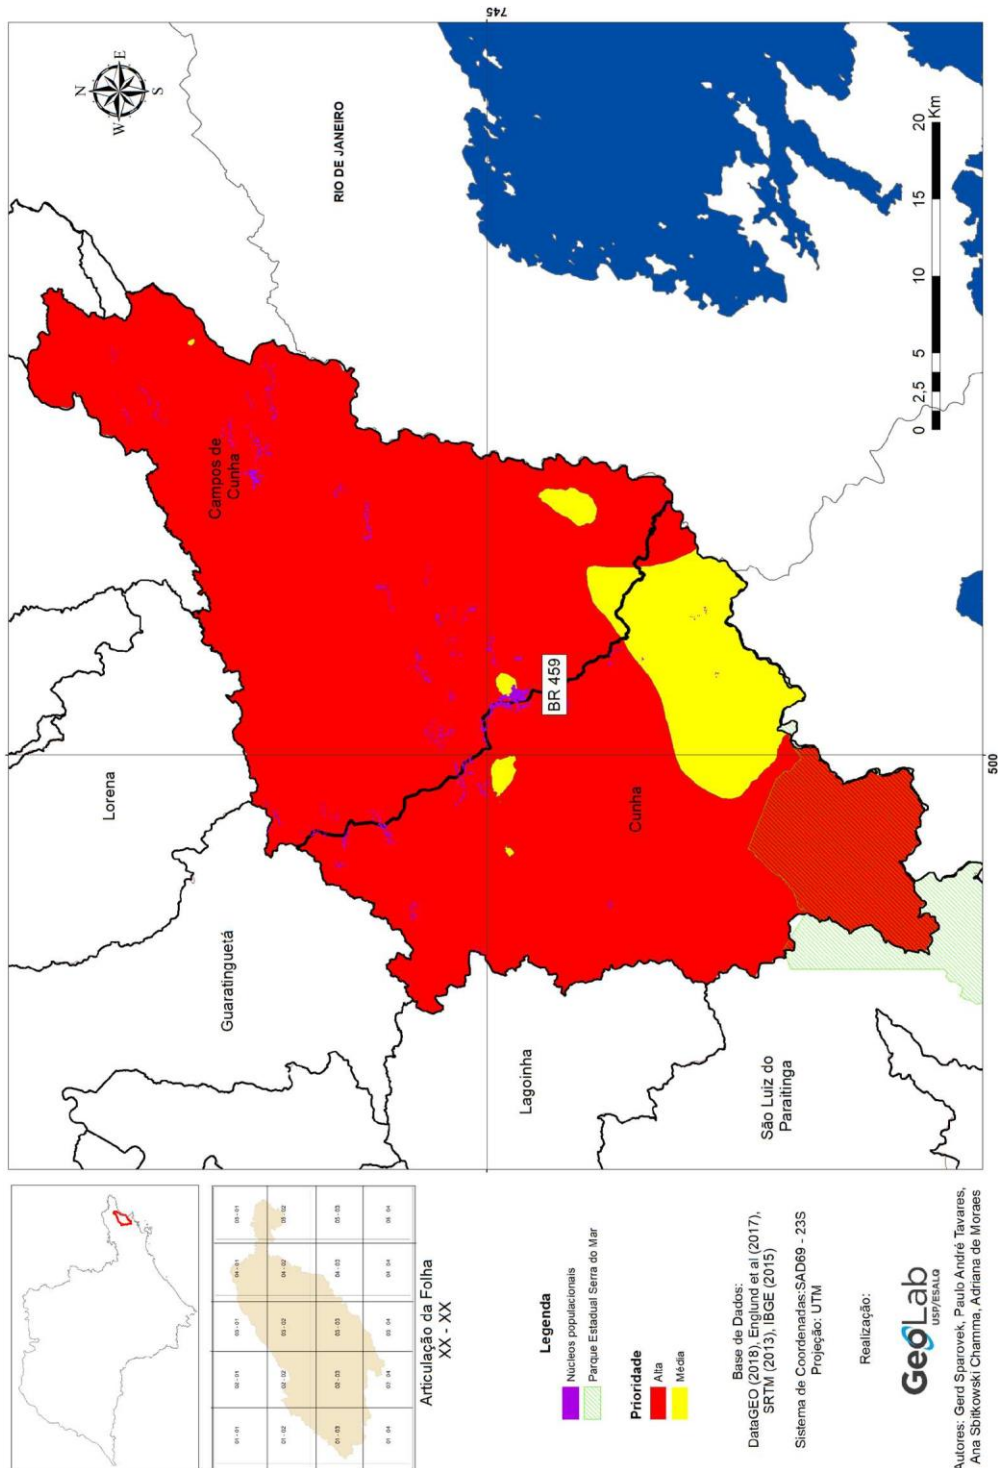 745
N
E
S
W
RIO DE JANEIRO
Campos de
Cunha
Lorena
Guaratinguetá
BR 459
Cunha
Lagoinha
São Luiz do
Paraitinga
500
0 2,5 5 10 15 20
Km
Articulação da Folha
XX - XX
Legenda
Núcleos populacionais
Parque Estadual Serra do Mar
Prioridade
Alta
Média
Base de Dados:
DataGEO (2018), Englund et al (2017),
SRTM (2013), IBGE (2015)
Sistema de Coordenadas:SAD69 - 23S
Projeção: UTM
Realização:
GeoLab
USP/ESALQ
Autores: Gerd Sparovek, Paulo André Tavares,
Ana Sbitkowski Chamma, Adriana de Moraes